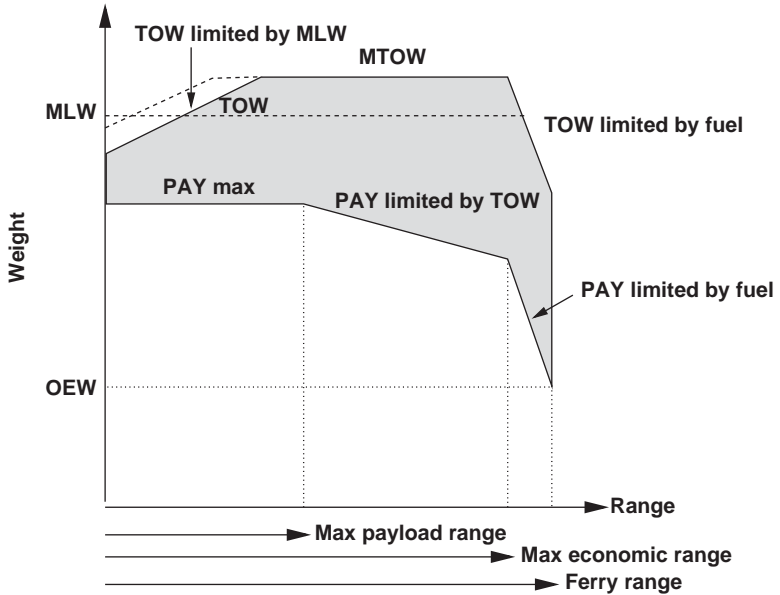 TOW limited by MLW
MTOW
MLW
TOW
TOW limited by fuel
PAY max
PAY limited by TOW
Weight
PAY limited by fuel
OEW
Range
Max payload range
Max economic range
Ferry range